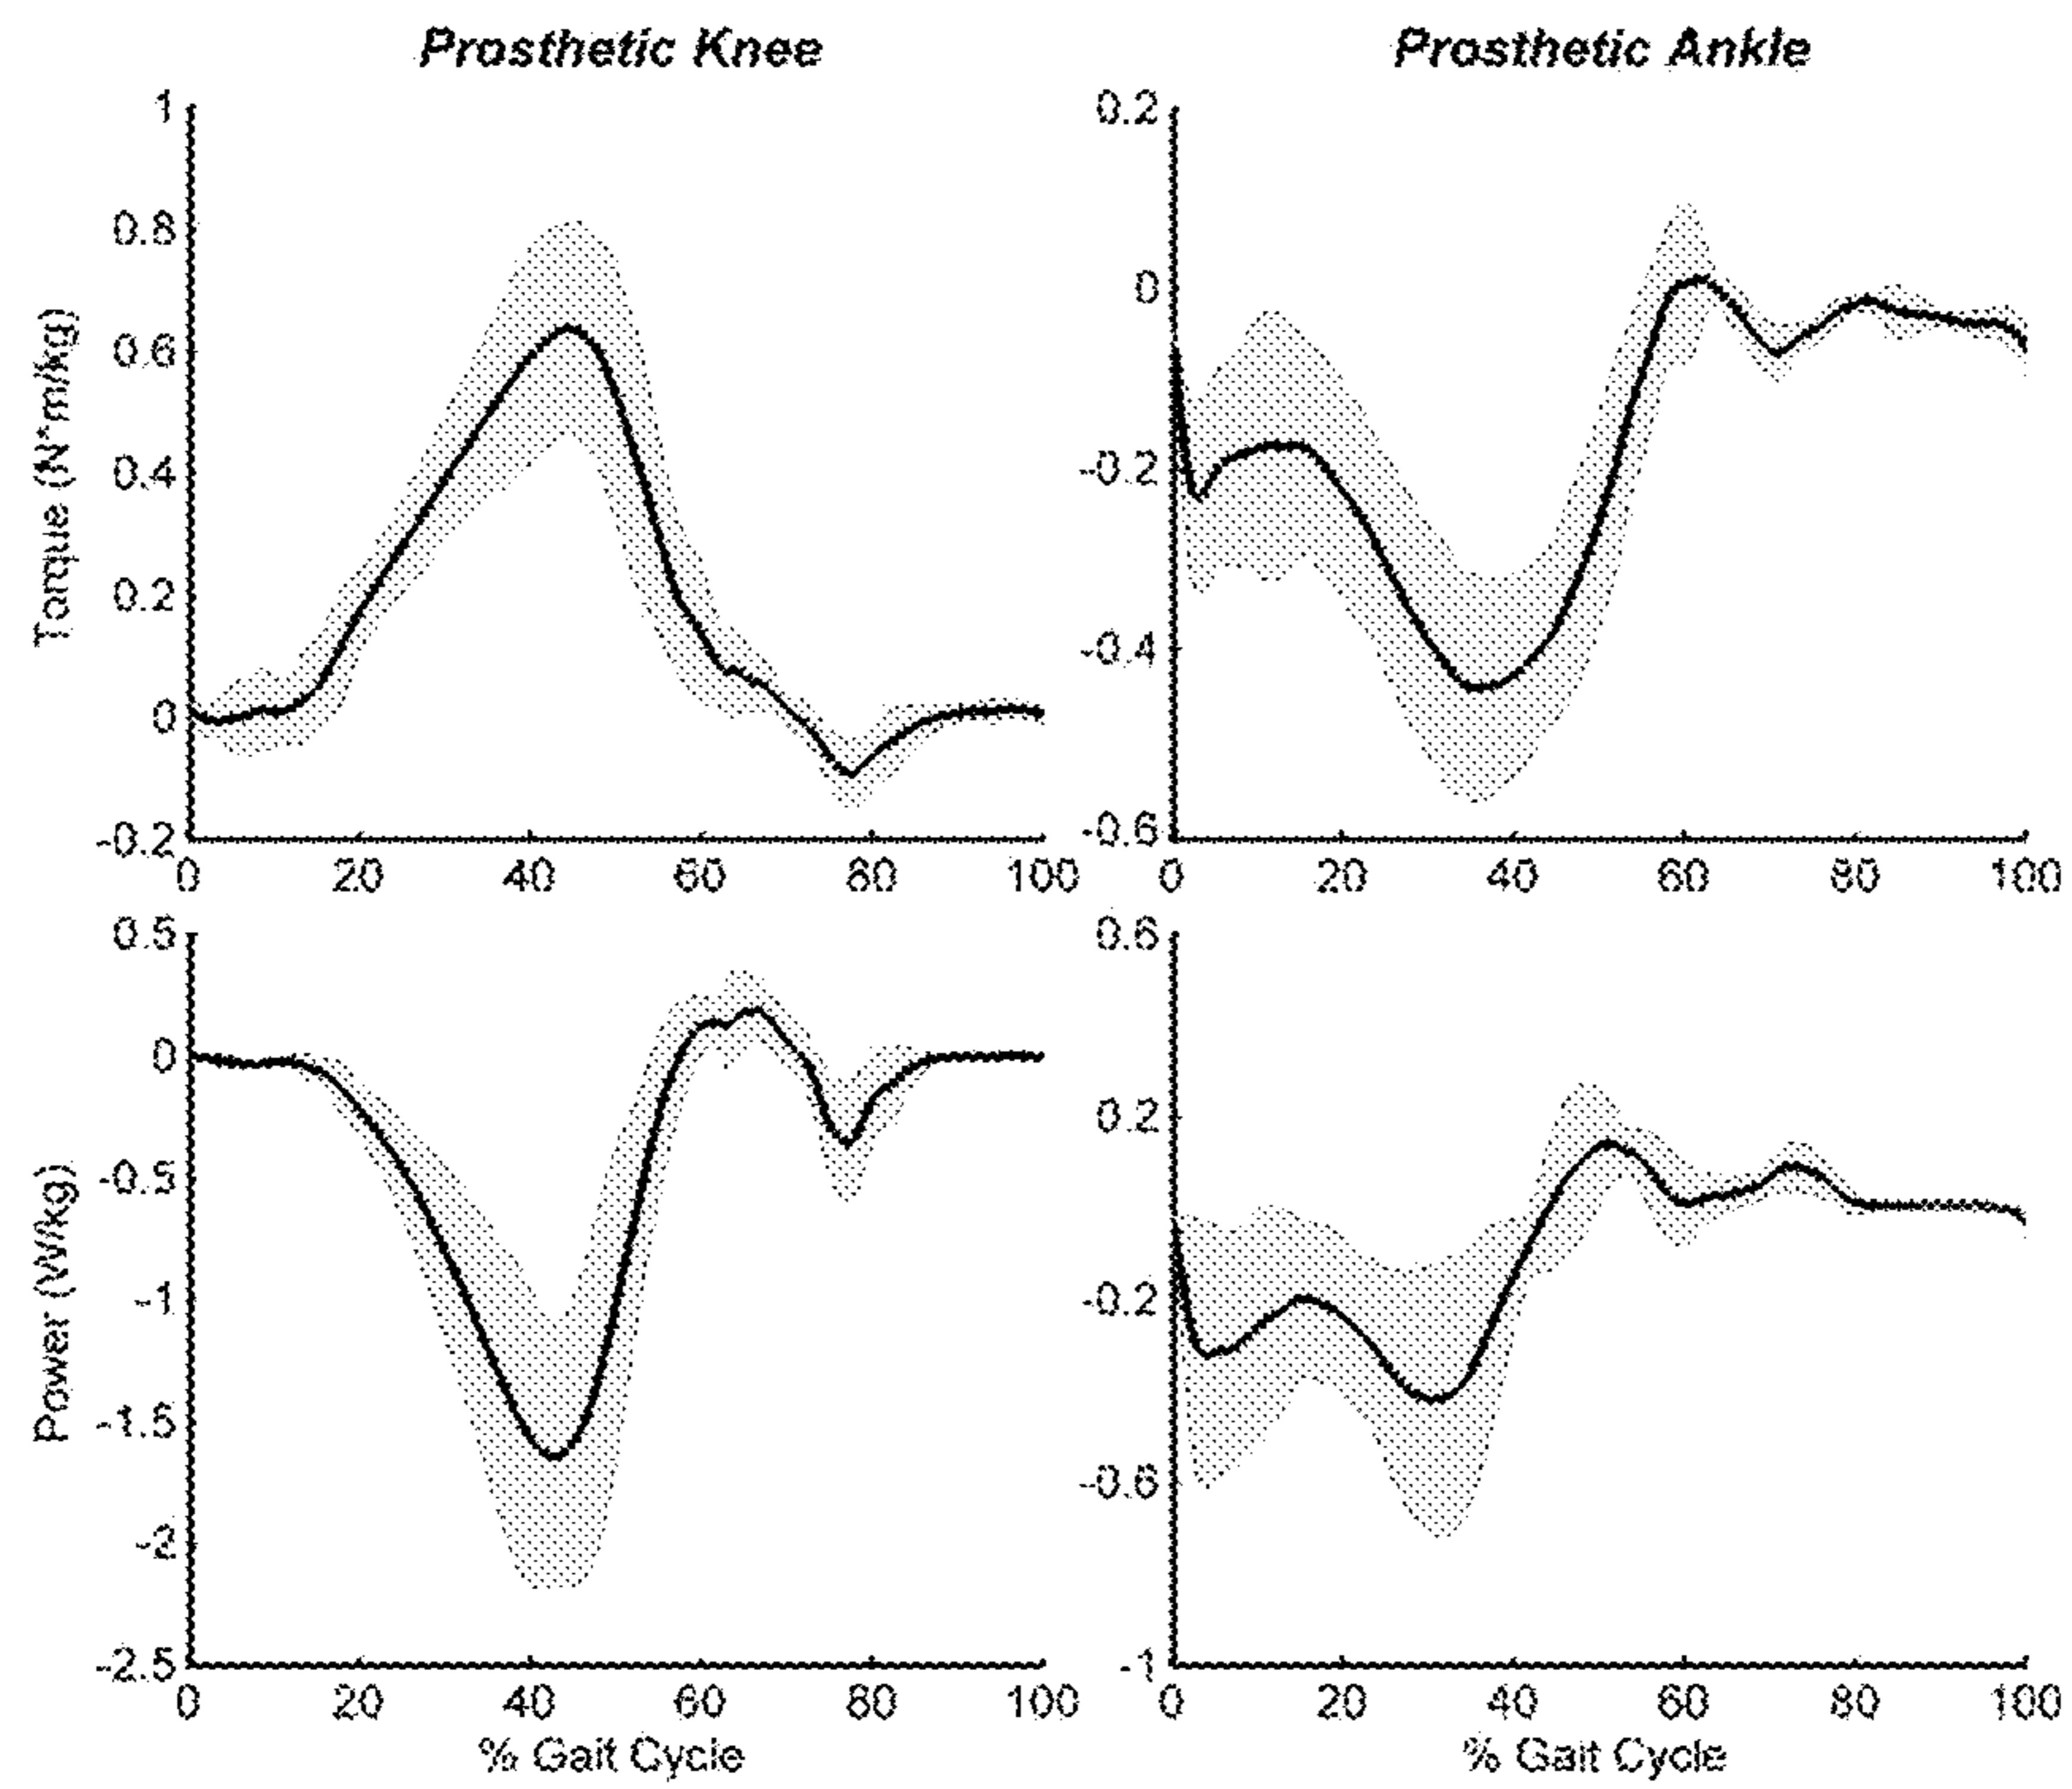 Prosthetic Knee
Prosthetic Ankle
1
0.8
0.6
0.4
0.2
0
-0.2
Torque (N*m/kg)
0 20 40 60 80 100
0.2
0
-0.2
-0.4
-0.6
0 20 40 60 80 100
0.5
0
-0.5
-1
-1.5
-2
-2.5
Power (W/kg)
0 20 40 60 80 100
% Gait Cycle
0.6
0.2
-0.2
-0.6
-1
0 20 40 60 80 100
% Gait Cycle